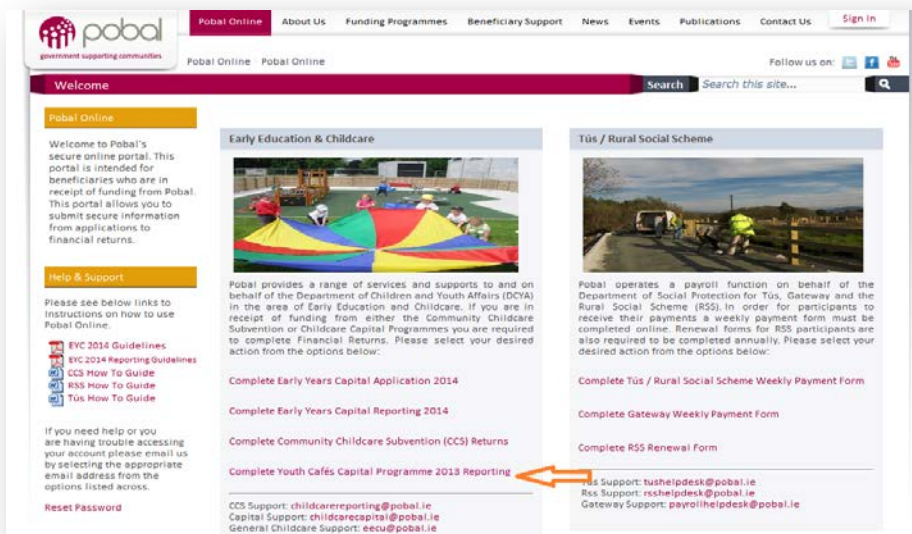 pobal
government supporting communities
Pobal Online About Us Funding Programmes Beneficiary Support News Events Publications Contact Us Sign In
Pobal Online Pobal Online
Follow us on:
Welcome
Search Search this site...
Pobal Online
Welcome to Pobal's
secure online portal. This
portal is intended for
beneficiaries who are in
receipt of funding from Pobal.
This portal allows you to
submit secure information
from applications to
financial returns.
Help & Support
Please see below links to
Instructions on how to use
Pobal Online.
EYC 2014 Guidelines
EYC 2014 Reporting Guidelines
CCS How To Guide
RSS How To Guide
Tús How To Guide
If you need help or you
are having trouble accessing
your account please email us
by selecting the appropriate
email address from the
options listed across.
Reset Password
Early Education & Childcare
Pobal provides a range of services and supports to and on
behalf of the Department of Children and Youth Affairs (DCYA)
in the area of Early Education and Childcare. If you are in
receipt of funding from either the Community Childcare
Subvention or Childcare Capital Programmes you are required
to complete Financial Returns. Please select your desired
action from the options below:
Complete Early Years Capital Application 2014
Complete Early Years Capital Reporting 2014
Complete Community Childcare Subvention (CCS) Returns
Complete Youth Cafés Capital Programme 2013 Reporting
CCS Support: childcarereporting@pobal.ie
Capital Support: childcarecapital@pobal.ie
General Childcare Support: eecu@pobal.ie
Tús / Rural Social Scheme
Pobal operates a payroll function on behalf of the
Department of Social Protection for Tús, Gateway and the
Rural Social Scheme (RSS). In order for participants to
receive their payments a weekly payment form must be
completed online. Renewal forms for RSS participants are
also required to be completed annually. Please select your
desired action from the options below:
Complete Tús / Rural Social Scheme Weekly Payment Form
Complete Gateway Weekly Payment Form
Complete RSS Renewal Form
Tus Support: tushelpdesk@pobal.ie
Rss Support: rsshelpdesk@pobal.ie
Gateway Support: payrollhelpdesk@pobal.ie